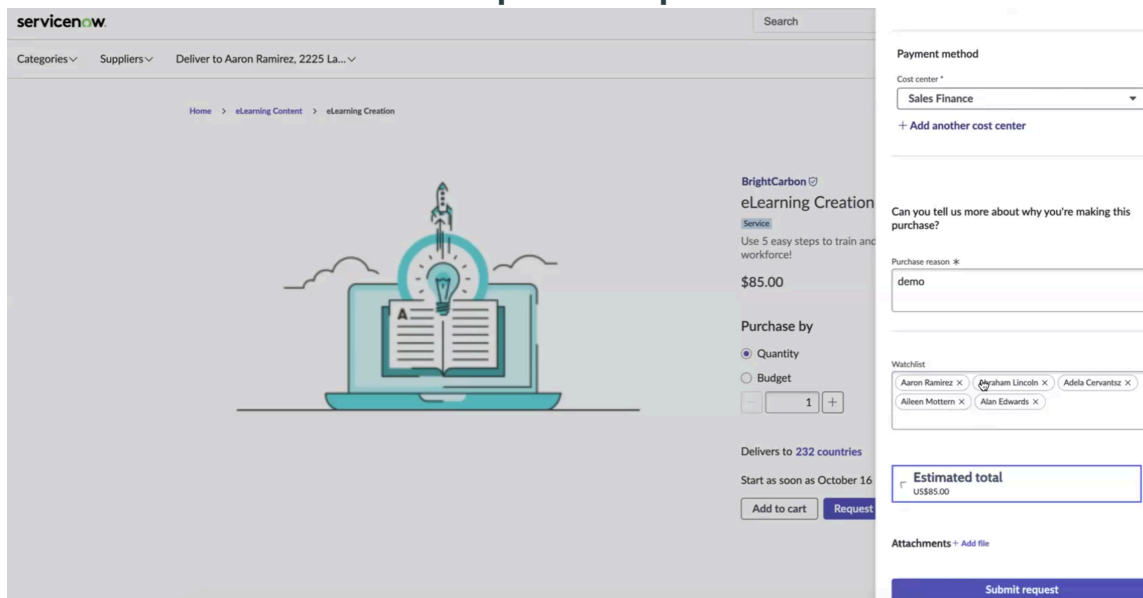 servicenow
Search
Categories
Suppliers
Deliver to Aaron Ramirez, 2225 La...
Home > eLearning Content > eLearning Creation
A
BrightCarbon
eLearning Creation
Service
Use 5 easy steps to train and
workforce!
$85.00
Purchase by
Quantity
Budget
− 1 +
Delivers to 232 countries
Start as soon as October 16
Add to cart
Request
Payment method
Cost center *
Sales Finance
+ Add another cost center
Can you tell us more about why you're making this
purchase?
Purchase reason *
demo
Watchlist
Aaron Ramirez × Abraham Lincoln × Adela Cervantsz ×
Aileen Mottern × Alan Edwards ×
Estimated total
US$85.00
Attachments + Add file
Submit request